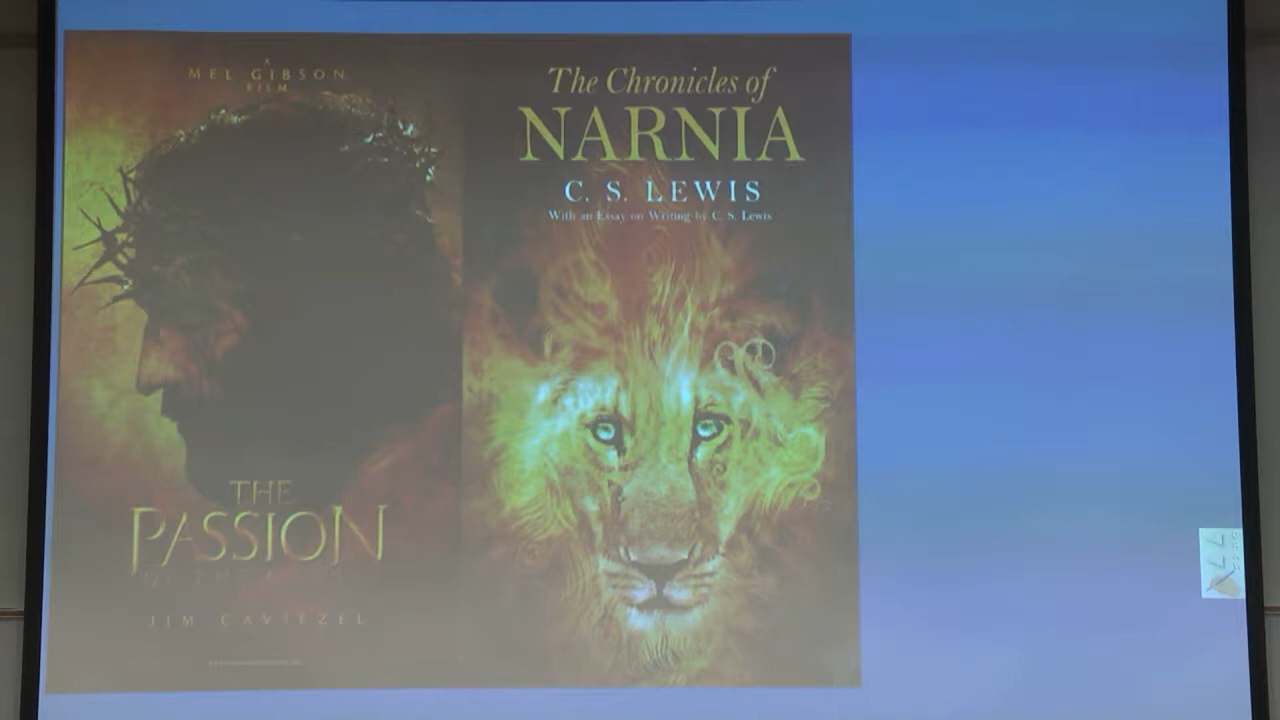 A
MEL GIBSON
FILM
THE
PASSION
JIM CAVIEZEL
The Chronicles of
NARNIA
C. S. LEWIS
With an Essay on Writing by C. S. Lewis
77